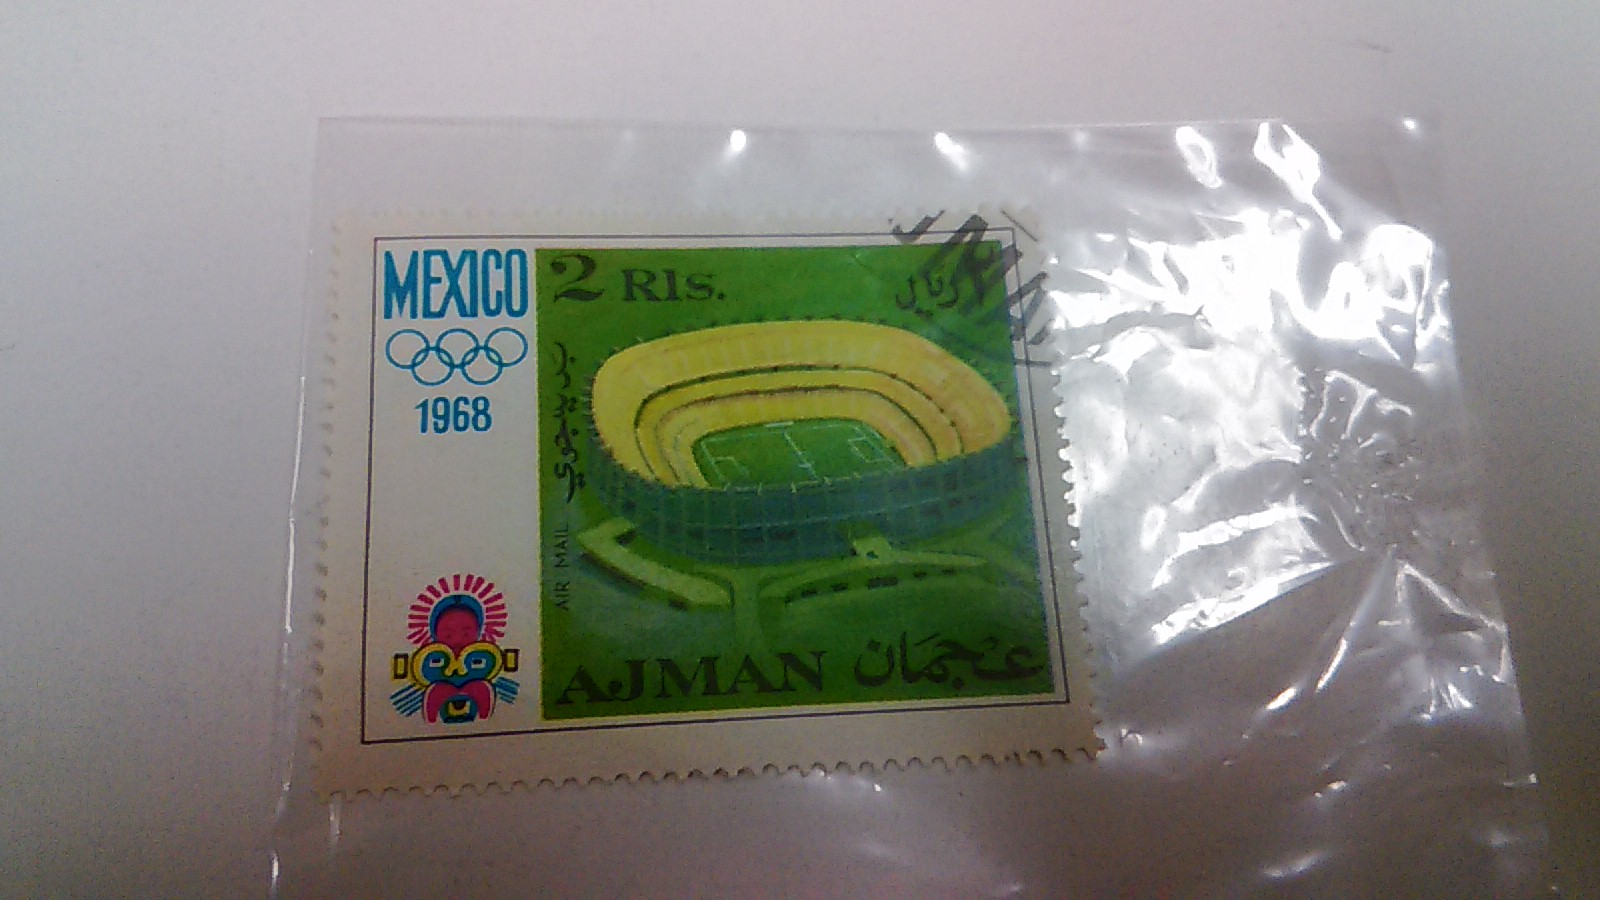 MEXICO
1968
2 Rls.
ريال
بريد جوي
AIR MAIL
AJMAN عجمان